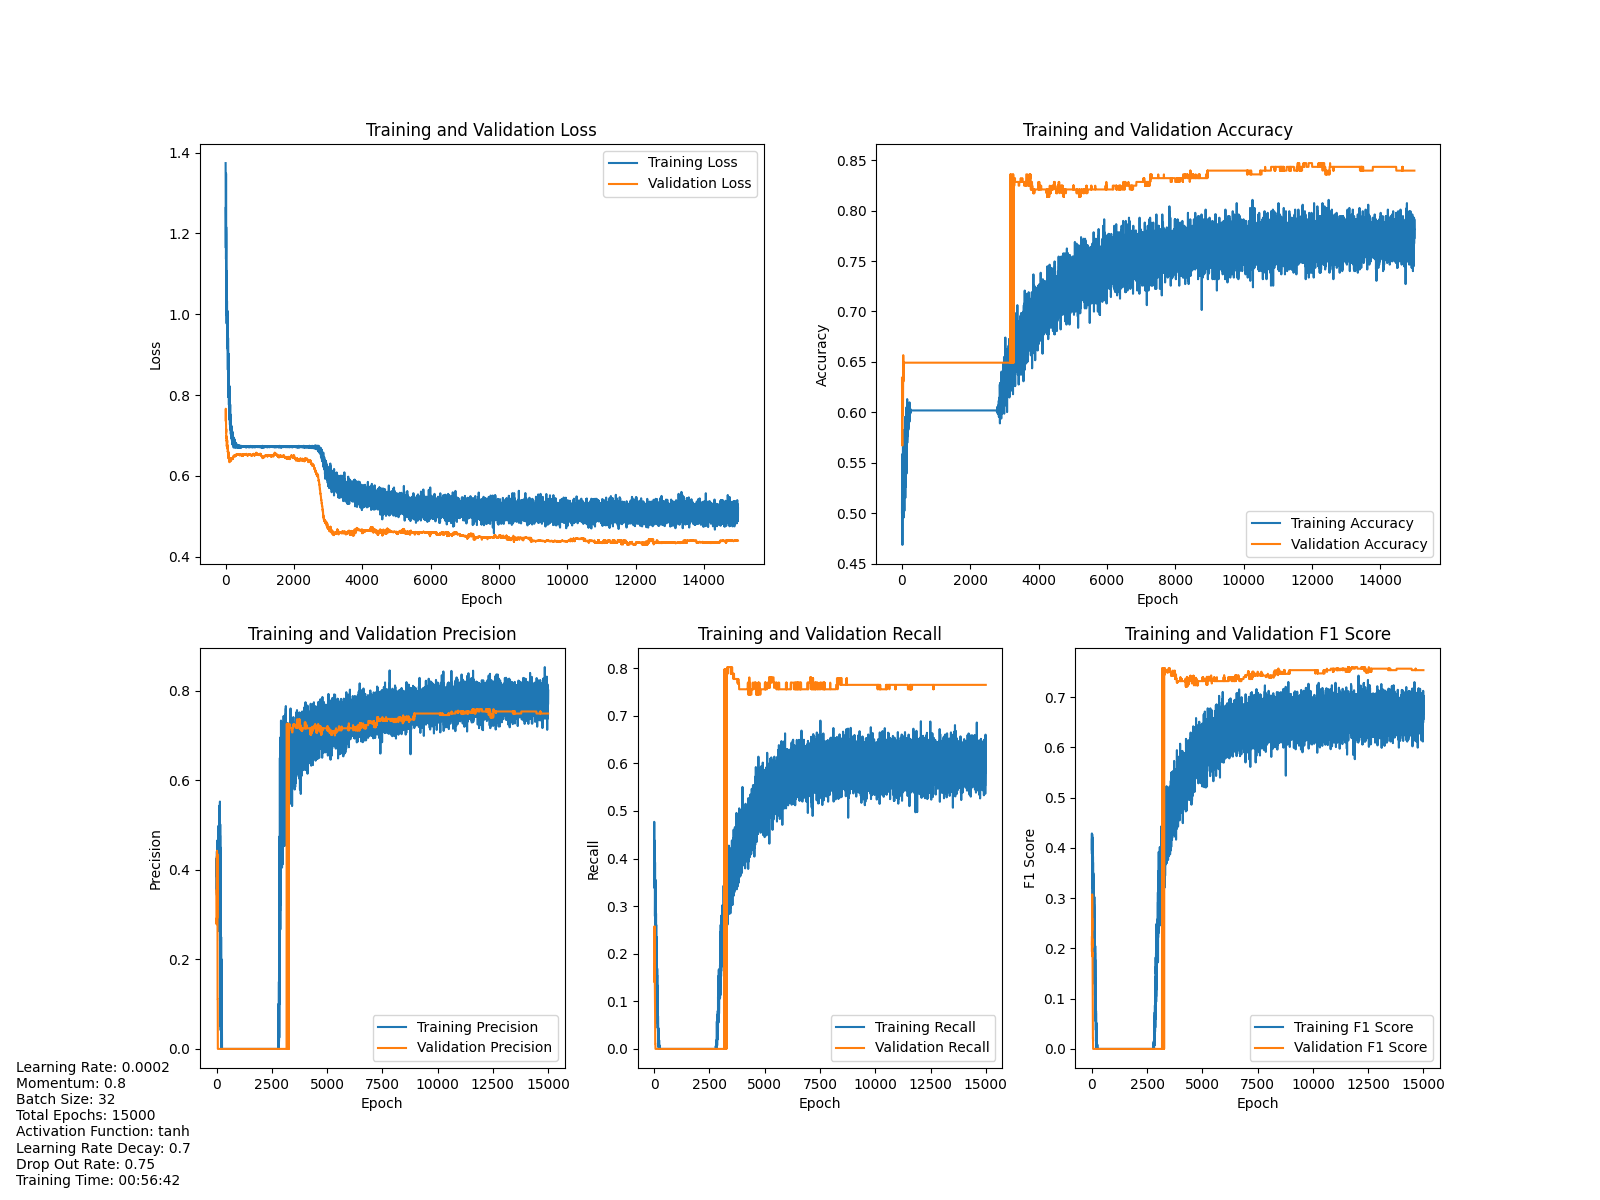 Training and Validation Loss
1.4
1.2
1.0
0.8
0.6
0.4
Loss
Training Loss
Validation Loss
0 2000 4000 6000 8000 10000 12000 14000
Epoch
Training and Validation Accuracy
0.85
0.80
0.75
0.70
0.65
0.60
0.55
0.50
0.45
Accuracy
Training Accuracy
Validation Accuracy
0 2000 4000 6000 8000 10000 12000 14000
Epoch
Training and Validation Precision
0.8
0.6
0.4
0.2
0.0
Precision
Training Precision
Validation Precision
0 2500 5000 7500 10000 12500 15000
Epoch
Training and Validation Recall
0.8
0.7
0.6
0.5
0.4
0.3
0.2
0.1
0.0
Recall
Training Recall
Validation Recall
0 2500 5000 7500 10000 12500 15000
Epoch
Training and Validation F1 Score
0.7
0.6
0.5
0.4
0.3
0.2
0.1
0.0
F1 Score
Training F1 Score
Validation F1 Score
0 2500 5000 7500 10000 12500 15000
Epoch
Learning Rate: 0.0002
Momentum: 0.8
Batch Size: 32
Total Epochs: 15000
Activation Function: tanh
Learning Rate Decay: 0.7
Drop Out Rate: 0.75
Training Time: 00:56:42